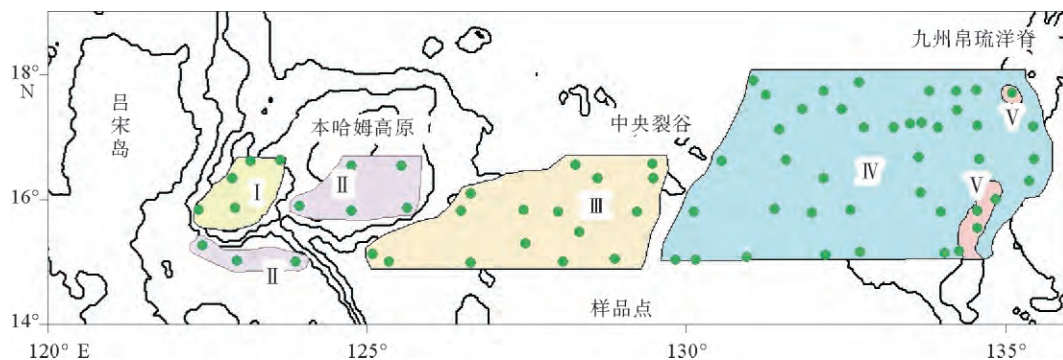 九州帛琉洋脊
18°
N
吕宋岛
本哈姆高原
中央裂谷
V
I
II
III
IV
V
16°
II
样品点
14°
120° E
125°
130°
135°